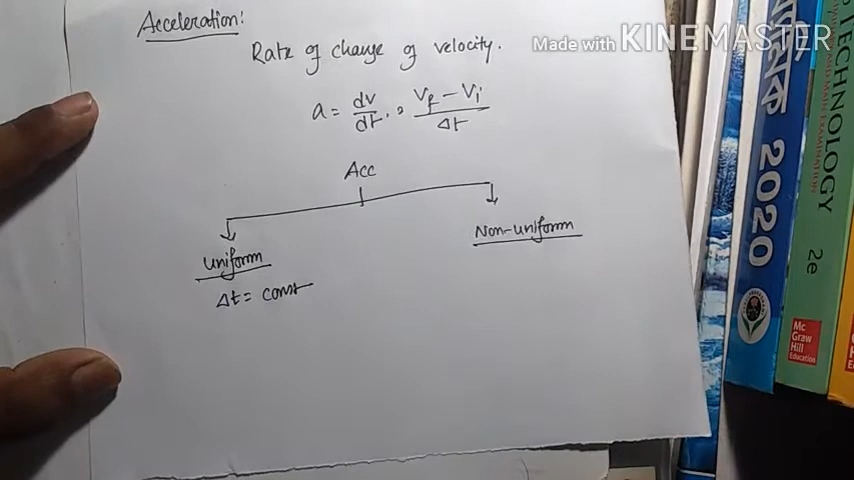 Acceleration:
Rate of change of velocity.
Made with KINEMASTER
a = dv/dt, = Vf - Vi/Δt
Acc
Uniform
Non-uniform
Δt = const
2020
TECHNOLOGY
2e
Mc
Graw
Hill
Education